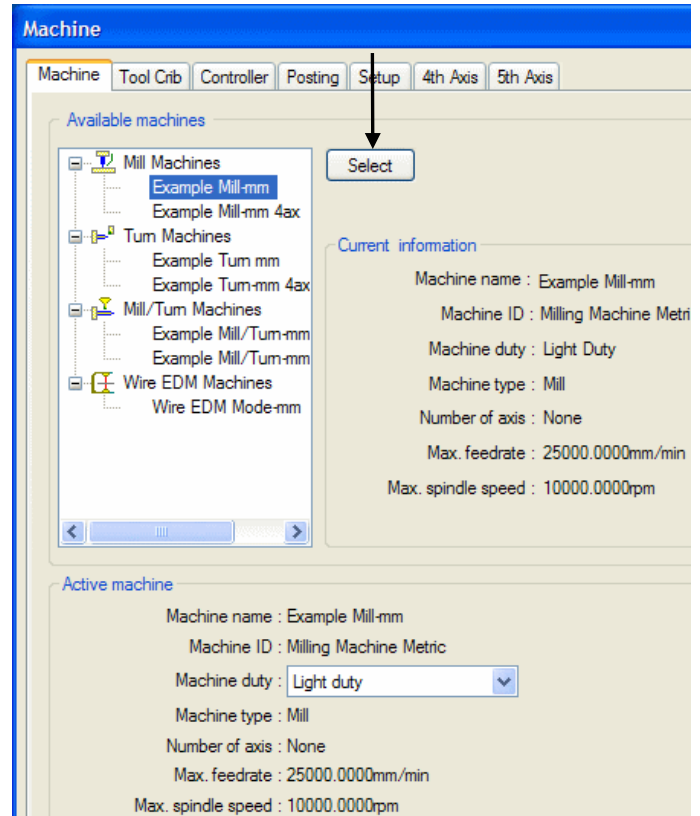 Machine
Machine Tool Crib Controller Posting Setup 4th Axis 5th Axis
Available machines
Mill Machines
Example Mill-mm
Example Mill-mm 4ax
Turn Machines
Example Turn mm
Example Turn-mm 4ax
Mill/Turn Machines
Example Mill/Turn-mm
Example Mill/Turn-mm
Wire EDM Machines
Wire EDM Mode-mm
Select
Current information
Machine name : Example Mill-mm
Machine ID : Milling Machine Metri
Machine duty : Light Duty
Machine type : Mill
Number of axis : None
Max. feedrate : 25000.0000mm/min
Max. spindle speed : 10000.0000rpm
Active machine
Machine name : Example Mill-mm
Machine ID : Milling Machine Metric
Machine duty : Light duty
Machine type : Mill
Number of axis : None
Max. feedrate : 25000.0000mm/min
Max. spindle speed : 10000.0000rpm